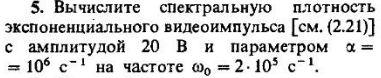 5. Вычислите спектральную плотность
экспоненциального видеоимпульса [см. (2.21)]
с амплитудой 20 В и параметром α =
= 10⁶ с⁻¹ на частоте ω₀ = 2·10⁵ с⁻¹.